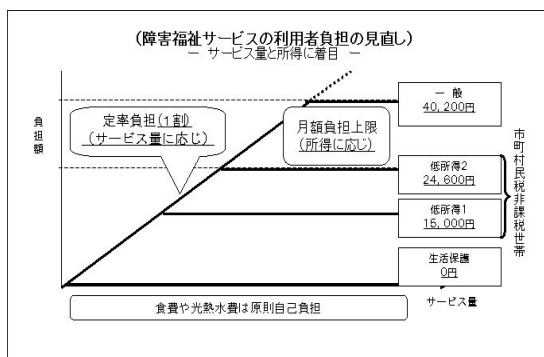 (障害福祉サービスの利用者負担の見直し)
― サービス量と所得に着目 ―
負担額
定率負担(1割)
(サービス量に応じ)
月額負担上限
(所得に応じ)
一 般
40,200円
低所得2
24,600円
低所得1
15,000円
生活保護
0円
市町村民税非課税世帯
サービス量
食費や光熱水費は原則自己負担